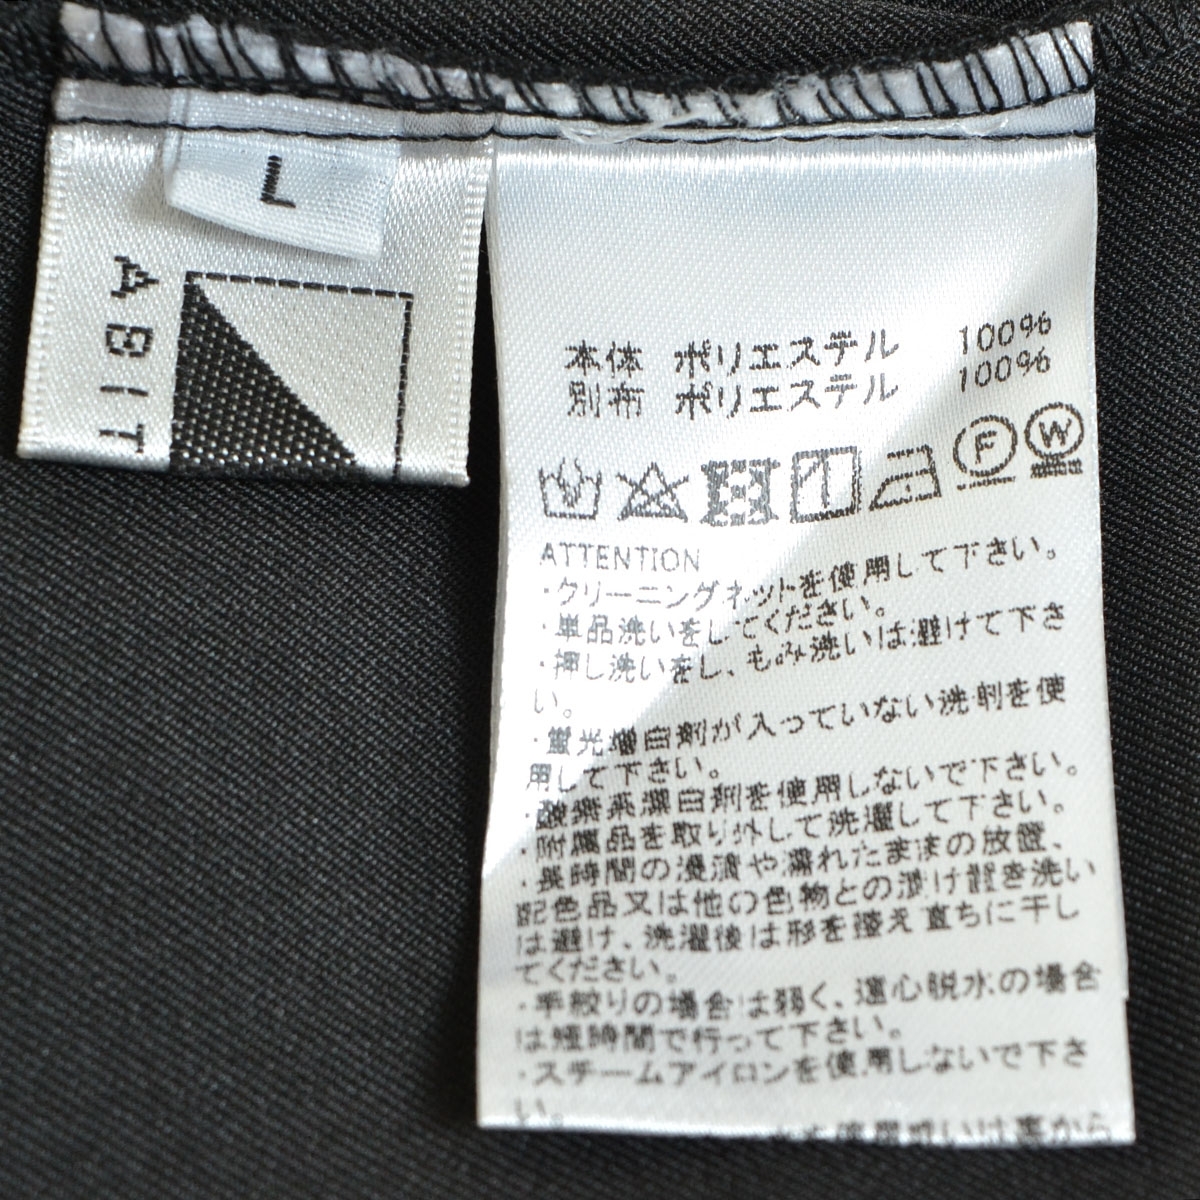 L
ABIT
本体 ポリエステル 100%
別布 ポリエステル 100%
F W
ATTENTION
・クリーニングネットを使用して下さい。
・単品洗いをしてください。
・押し洗いをし、もみ洗いは避けて下さ
い。
・蛍光増白剤が入っていない洗剤を使
用して下さい。
・酸素系漂白剤を使用しないで下さい。
・附属品を取り外して洗濯して下さい。
・長時間の浸漬や濡れたままの放置、
配色品又は他の色物との漬け置き洗い
は避け、洗濯後は形を整え直ちに干し
てください。
・手絞りの場合は弱く、遠心脱水の場合
は短時間で行って下さい。
・スチームアイロンを使用しないで下さ
い。
は裏から